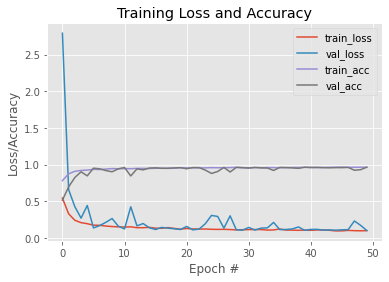 Training Loss and Accuracy
train_loss
val_loss
train_acc
val_acc
Loss/Accuracy
2.5
2.0
1.5
1.0
0.5
0.0
0 10 20 30 40 50
Epoch #